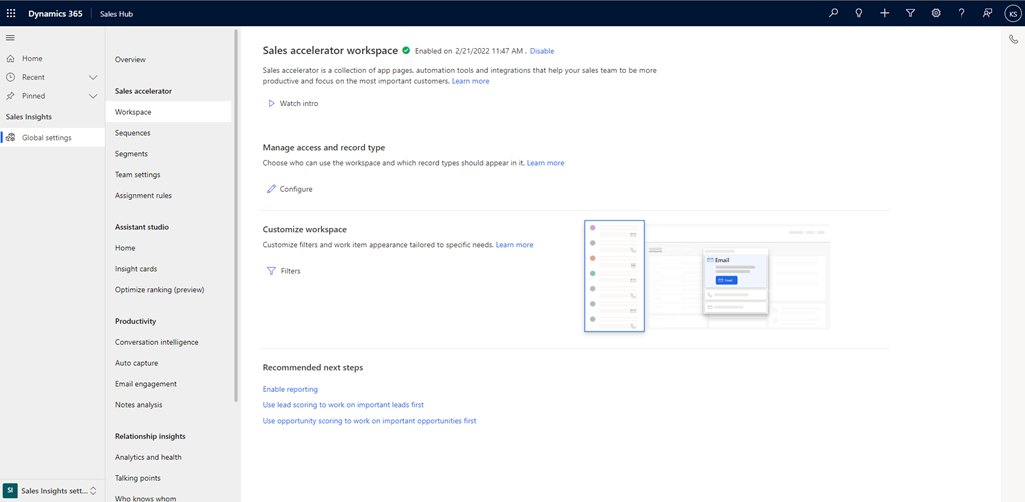 Dynamics 365
Sales Hub
KS
Home
Recent
Pinned
Sales Insights
Global settings
SI
Sales Insights sett...
Overview
Sales accelerator
Workspace
Sequences
Segments
Team settings
Assignment rules
Assistant studio
Home
Insight cards
Optimize ranking (preview)
Productivity
Conversation intelligence
Auto capture
Email engagement
Notes analysis
Relationship insights
Analytics and health
Talking points
Who knows whom
Sales accelerator workspace Enabled on 2/21/2022 11:47 AM . Disable
Sales accelerator is a collection of app pages, automation tools and integrations that help your sales team to be more
productive and focus on the most important customers. Learn more
Watch intro
Manage access and record type
Choose who can use the workspace and which record types should appear in it. Learn more
Configure
Customize workspace
Customize filters and work item appearance tailored to specific needs. Learn more
Filters
Email
Email
Recommended next steps
Enable reporting
Use lead scoring to work on important leads first
Use opportunity scoring to work on important opportunities first